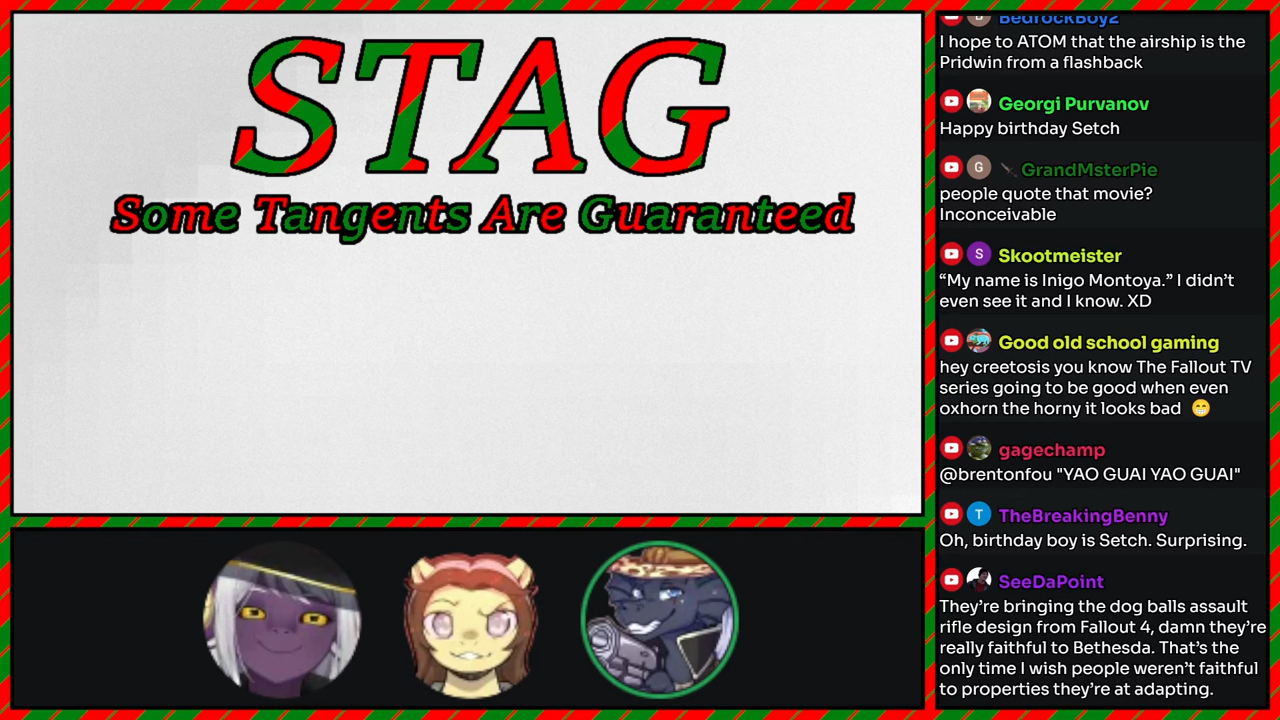 STAG
Some Tangents Are Guaranteed
BedrockBoy2
I hope to ATOM that the airship is the
Pridwin from a flashback
Georgi Purvanov
Happy birthday Setch
G
GrandMsterPie
people quote that movie?
Inconceivable
S
Skootmeister
“My name is Inigo Montoya.” I didn’t
even see it and I know. XD
Good old school gaming
hey creetosis you know The Fallout TV
series going to be good when even
oxhorn the horny it looks bad 😁
gagechamp
@brentonfou "YAO GUAI YAO GUAI"
T
TheBreakingBenny
Oh, birthday boy is Setch. Surprising.
SeeDaPoint
They’re bringing the dog balls assault
rifle design from Fallout 4, damn they’re
really faithful to Bethesda. That’s the
only time I wish people weren’t faithful
to properties they’re at adapting.